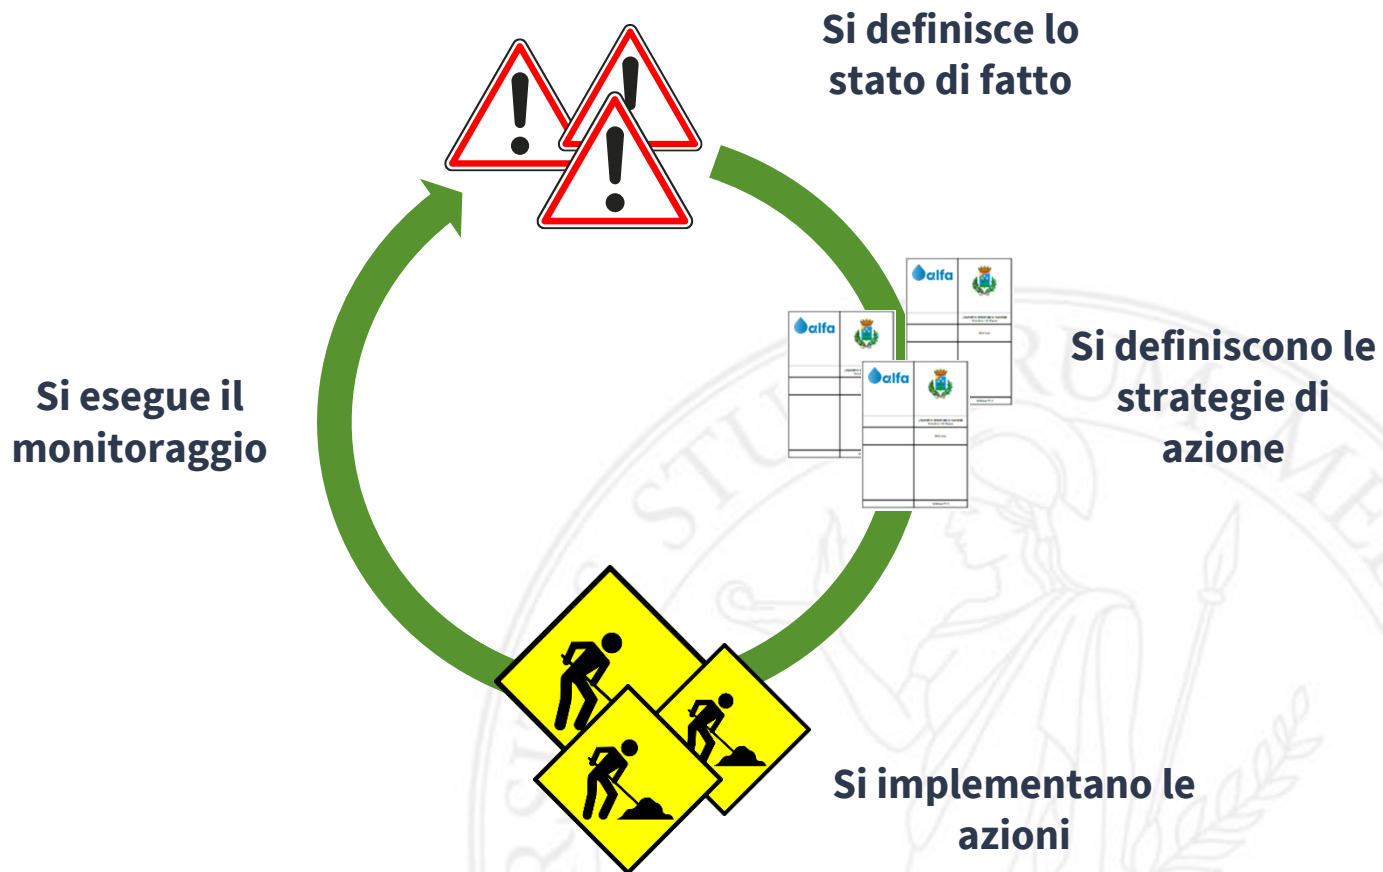 Si definisce lo
stato di fatto
alfa
alfa
alfa
Si definiscono le
strategie di
azione
Si esegue il
monitoraggio
Si implementano le
azioni